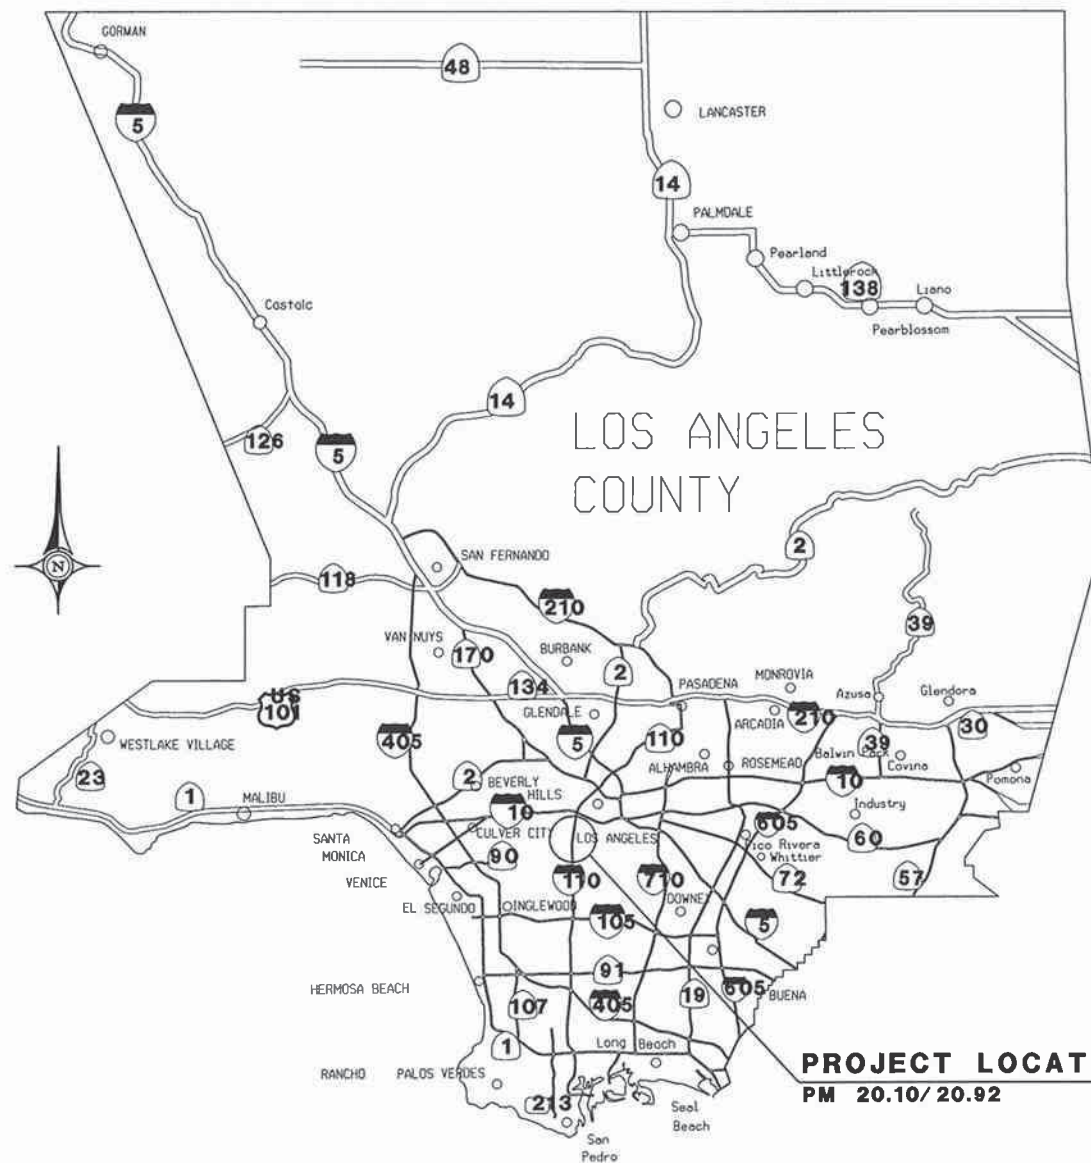 GORMAN
48
5
LANCASTER
14
PALMDALE
Pearland
Littlerock
138
Liano
Pearblossom
Castaic
14
LOS ANGELES
COUNTY
126
5
2
N
SAN FERNANDO
118
210
39
VAN NUYS
170
BURBANK
2
134
PASADENA
MONROVIA
Azusa
Glendora
US
101
GLENDALE
ARCADIA
210
30
405
5
110
39
WESTLAKE VILLAGE
ALHAMBRA
ROSEMEAD
Balwin Park
Covina
23
2
BEVERLY
HILLS
10
Pomona
1
MALIBU
10
Industry
SANTA
MONICA
CULVER CITY
LOS ANGELES
605
60
Pico Rivera
Whittier
90
VENICE
110
710
72
57
EL SEGUNDO
INGLEWOOD
DOWNEY
105
5
91
HERMOSA BEACH
107
405
19
605
BUENA
1
Long Beach
PROJECT LOCAT
PM 20.10/20.92
RANCHO PALOS VERDES
213
Seal
Beach
San
Pedro